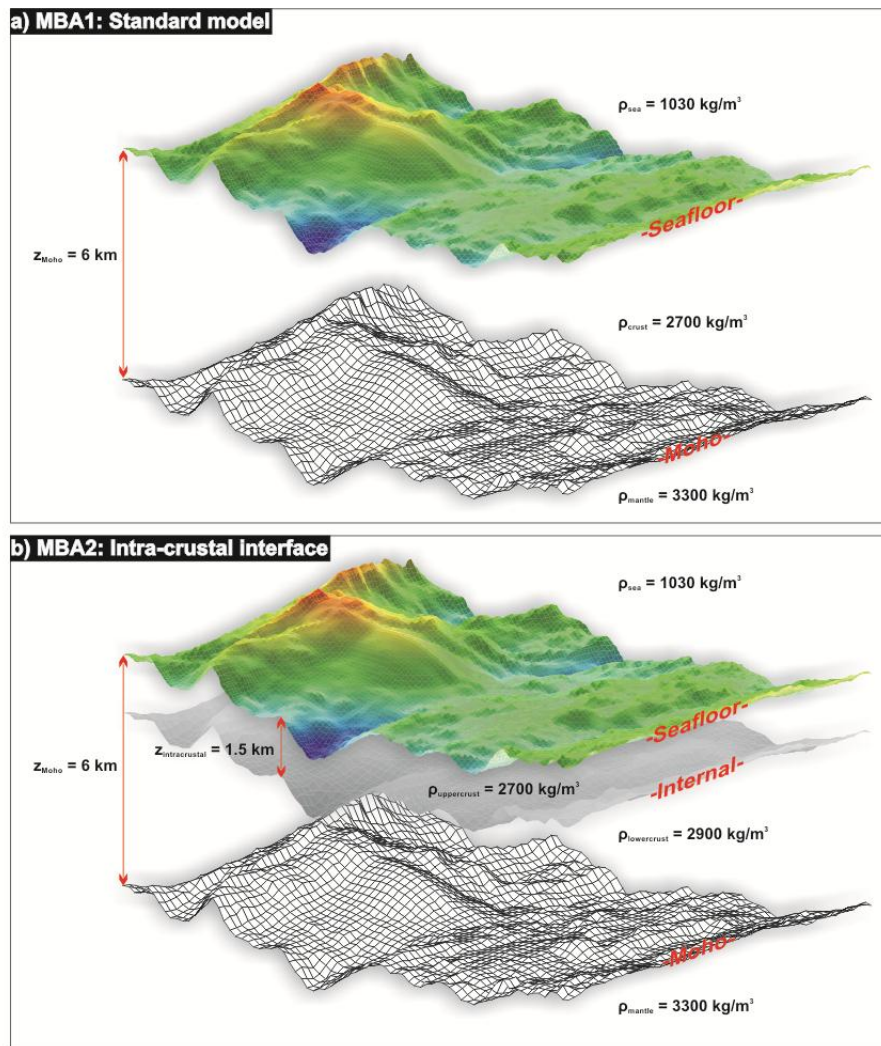 a) MBA1: Standard model
ρsea = 1030 kg/m³
-Seafloor-
zMoho = 6 km
ρcrust = 2700 kg/m³
-Moho-
ρmantle = 3300 kg/m³
b) MBA2: Intra-crustal interface
ρsea = 1030 kg/m³
-Seafloor-
zintracrustal = 1.5 km
zMoho = 6 km
-Internal-
ρuppercrust = 2700 kg/m³
ρlowercrust = 2900 kg/m³
-Moho-
ρmantle = 3300 kg/m³